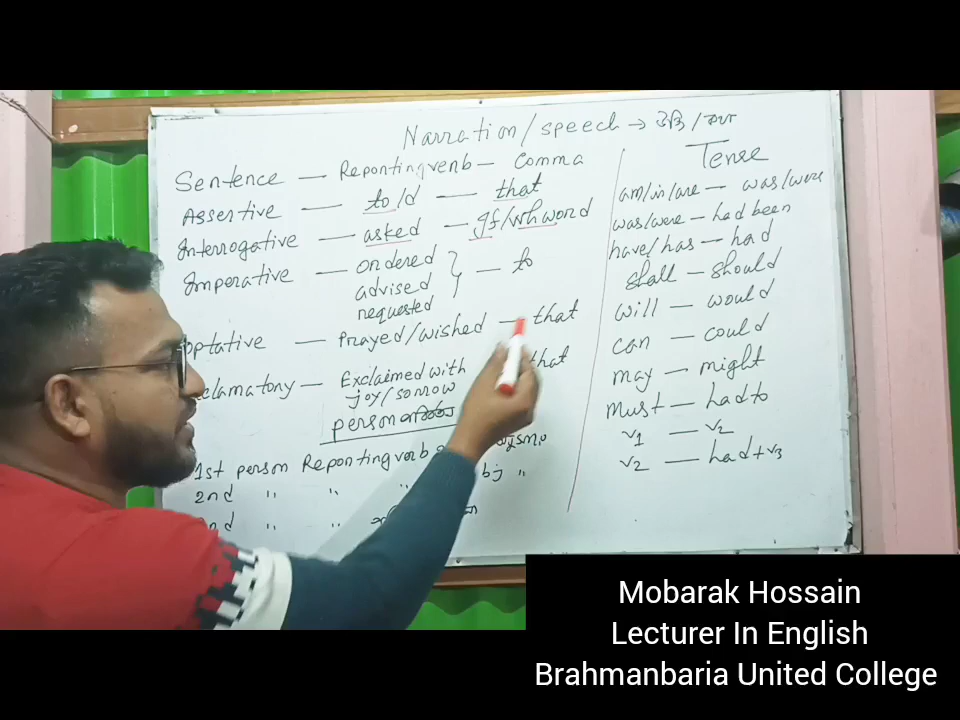 Narration/speech → উক্তি/কথা
Sentence — Reporting verb — Comma
Assertive — told — that
Interrogative — asked — If/wh word
Imperative — ordered
advised
requested
} — to
optative — Prayed/wished — that
clamatory — Exclaimed with
joy/sorrow
that
person
1st person Reporting verb
2nd " " " bj "
nd " "
Tense
am/is/are — was/were
was/were — had been
have/has — had
shall — should
will — would
can — could
may — might
Must — had to
v1 — v2
v2 — had+v3
Mobarak Hossain
Lecturer In English
Brahmanbaria United College